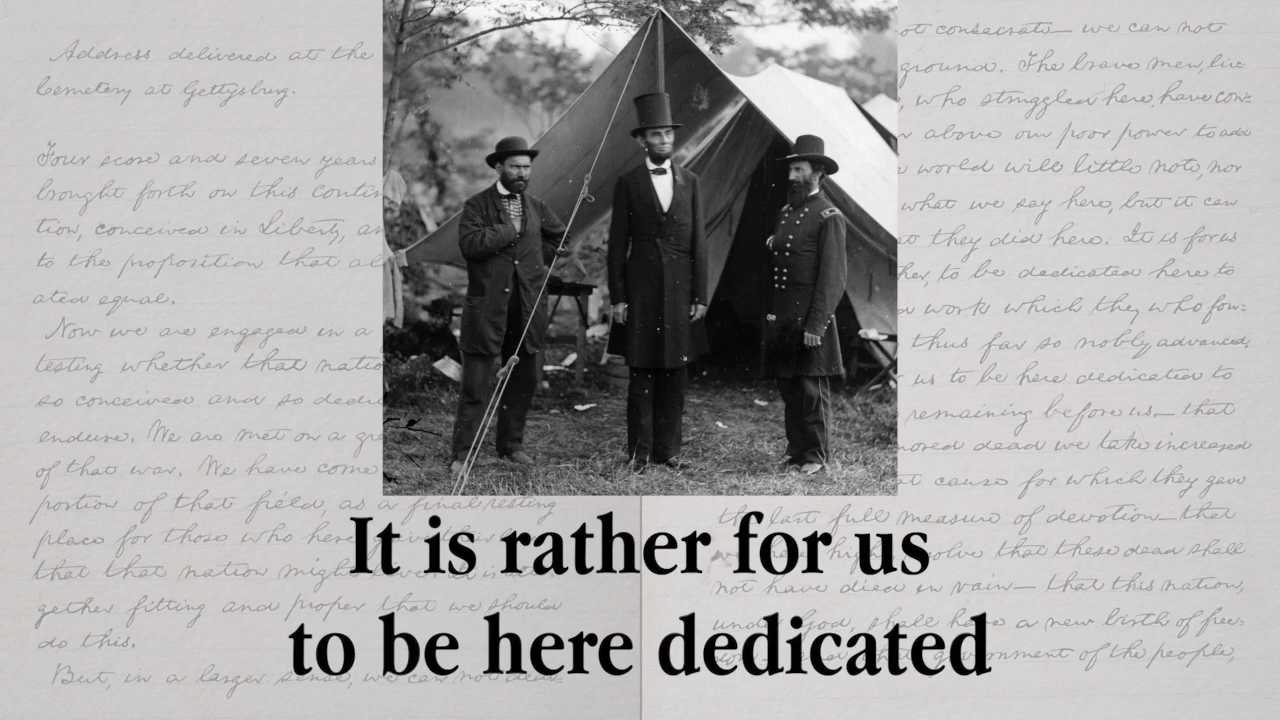 Address delivered at the
Cemetery at Gettysburg.
Four score and seven years
brought forth on this contin
tion, conceived in Liberty, an
to the proposition that al
ated equal.
Now we are engaged in a
testing whether that natio
so conceived and so dedic
endure. We are met on a gr
of that war. We have come
portion of that field, as a final resting
place for those who here
that that nation might
gether fitting and proper that we should
do this.
But, in a larger sense, we can not dedi-
ot consecrate— we can not
ground. The brave men, liv
, who struggled here, have con-
above our poor power to add
world will little note, nor
what we say here, but it can
at they did here. It is for us
her, to be dedicated here to
work which they who fou-
thus far so nobly advanced.
us to be here dedicated to
remaining before us— that
nored dead we take increased
at cause for which they gave
the last full measure of devotion— that
that these dead shall
not have died in vain— that this nation,
under God, shall have a new birth of free-
of the people,
It is rather for us
to be here dedicated